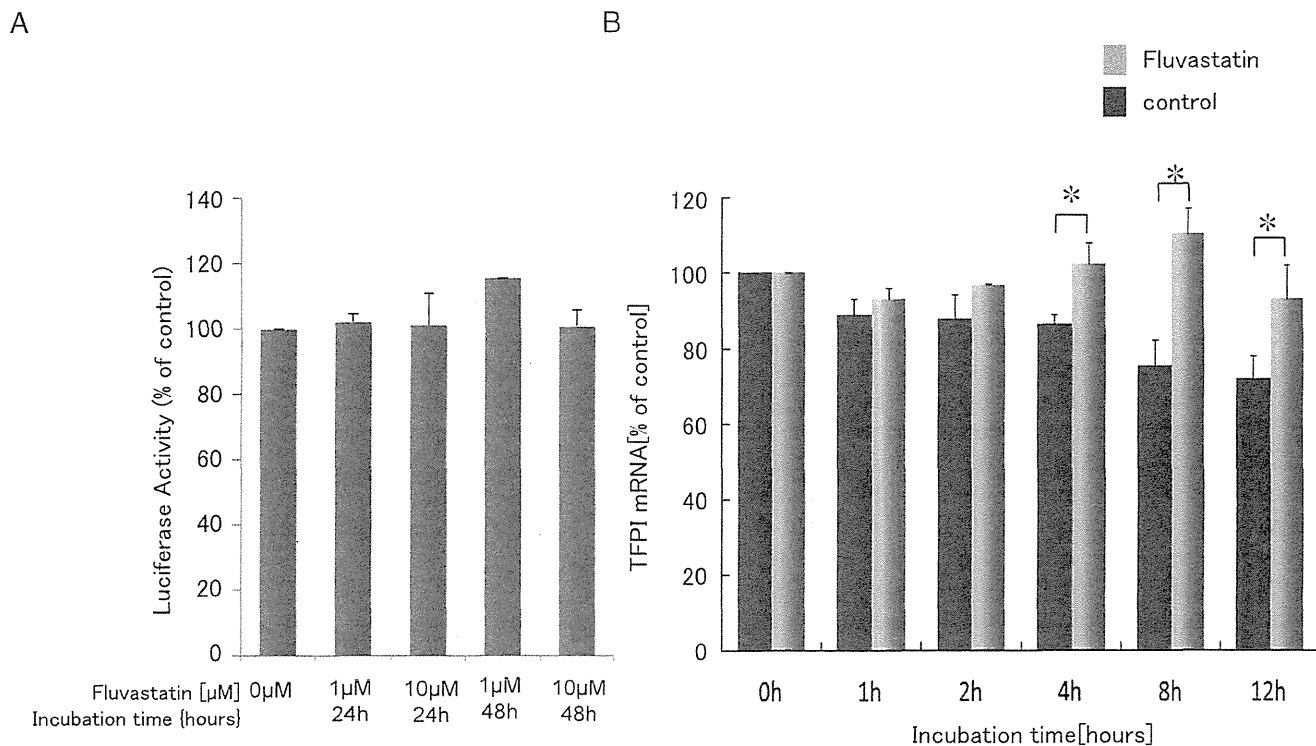 A
B
Fluvastatin
control
Luciferase Activity (% of control)
140
120
100
80
60
40
20
0
Fluvastatin [µM] 0µM 1µM 10µM 1µM 10µM
Incubation time {hours} 24h 24h 48h 48h
TFPI mRNA[% of control]
120
100
80
60
40
20
0
* * *
0h 1h 2h 4h 8h 12h
Incubation time[hours]